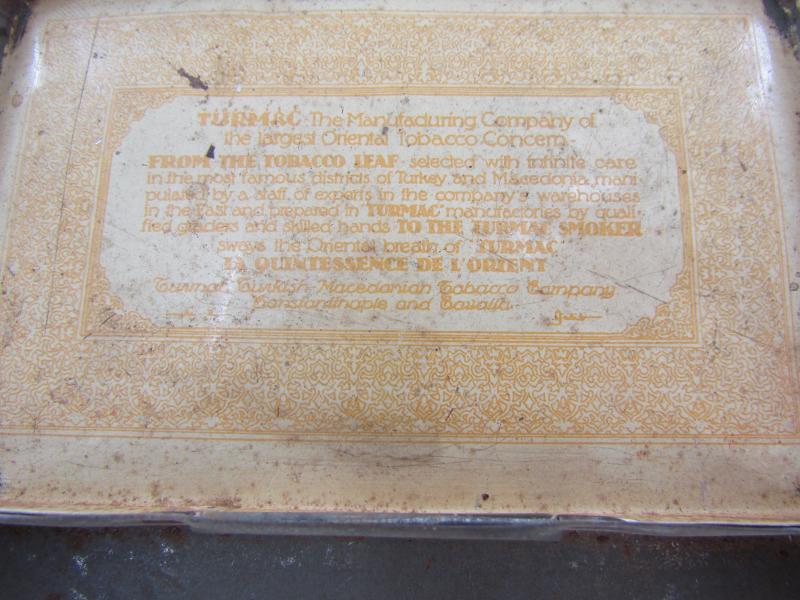 TURMAC The Manufacturing Company of
the largest Oriental Tobacco Concern
FROM THE TOBACCO LEAF selected with infinite care
in the most famous districts of Turkey and Macedonia, mani-
pulated by a staff of experts in the company's warehouses
in the East and prepared in "TURMAC" manufactories by quali-
fied graders and skilled hands TO THE TURMAC SMOKER
sways the Oriental breath of "TURMAC"
LA QUINTESSENCE DE L'ORIENT
Turmac Turkish Macedonian Tobacco Company
Constantinople and Cavalla